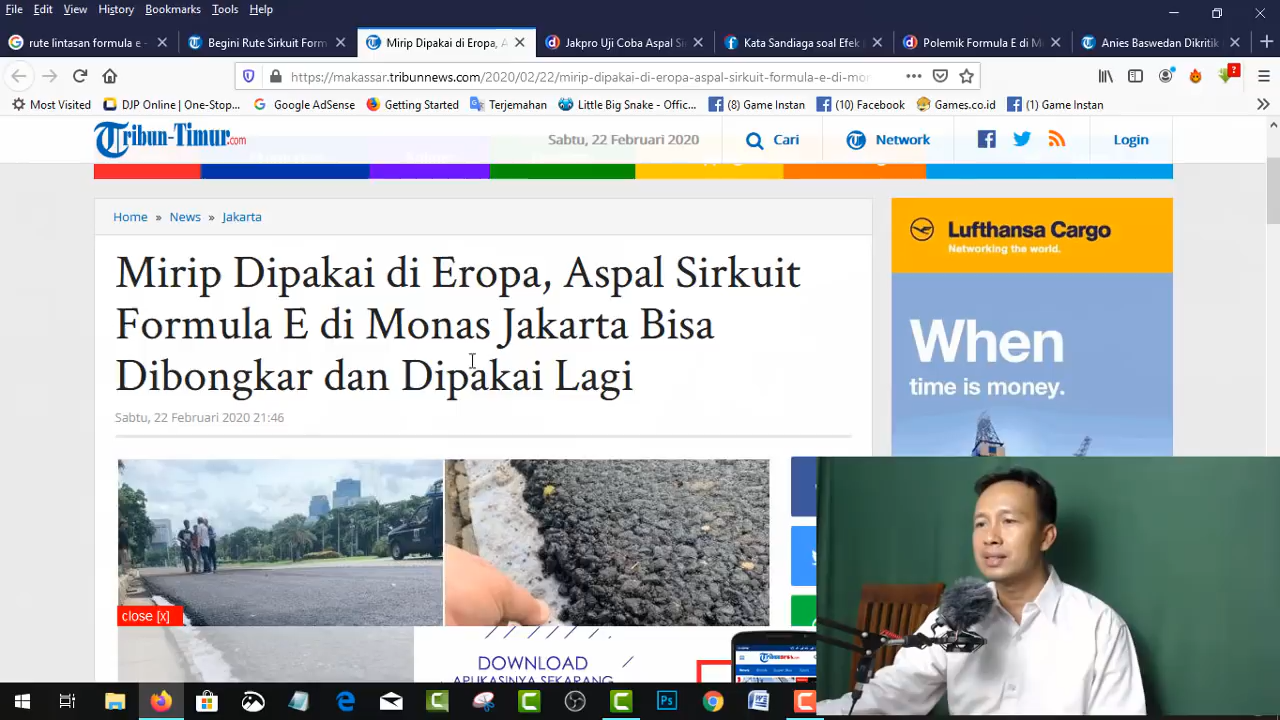 File Edit View History Bookmarks Tools Help
rute lintasan formula e -
Begini Rute Sirkuit Form
Mirip Dipakai di Eropa, A
Jakpro Uji Coba Aspal Si
Kata Sandiaga soal Efek
Polemik Formula E di M
Anies Baswedan Dikritik
https://makassar.tribunnews.com/2020/02/22/mirip-dipakai-di-eropa-aspal-sirkuit-formula-e-di-mo
Most Visited
DJP Online | One-Stop...
Google AdSense
Getting Started
Terjemahan
Little Big Snake - Offic...
(8) Game Instan
(10) Facebook
Games.co.id
(1) Game Instan
Tribun-Timur.com
Sabtu, 22 Februari 2020
Cari
Network
Login
Home » News » Jakarta
Mirip Dipakai di Eropa, Aspal Sirkuit
Formula E di Monas Jakarta Bisa
Dibongkar dan Dipakai Lagi
Sabtu, 22 Februari 2020 21:46
Lufthansa Cargo
Networking the world.
When
time is money.
close [x]
DOWNLOAD
APLIKASINYA SEKARANG